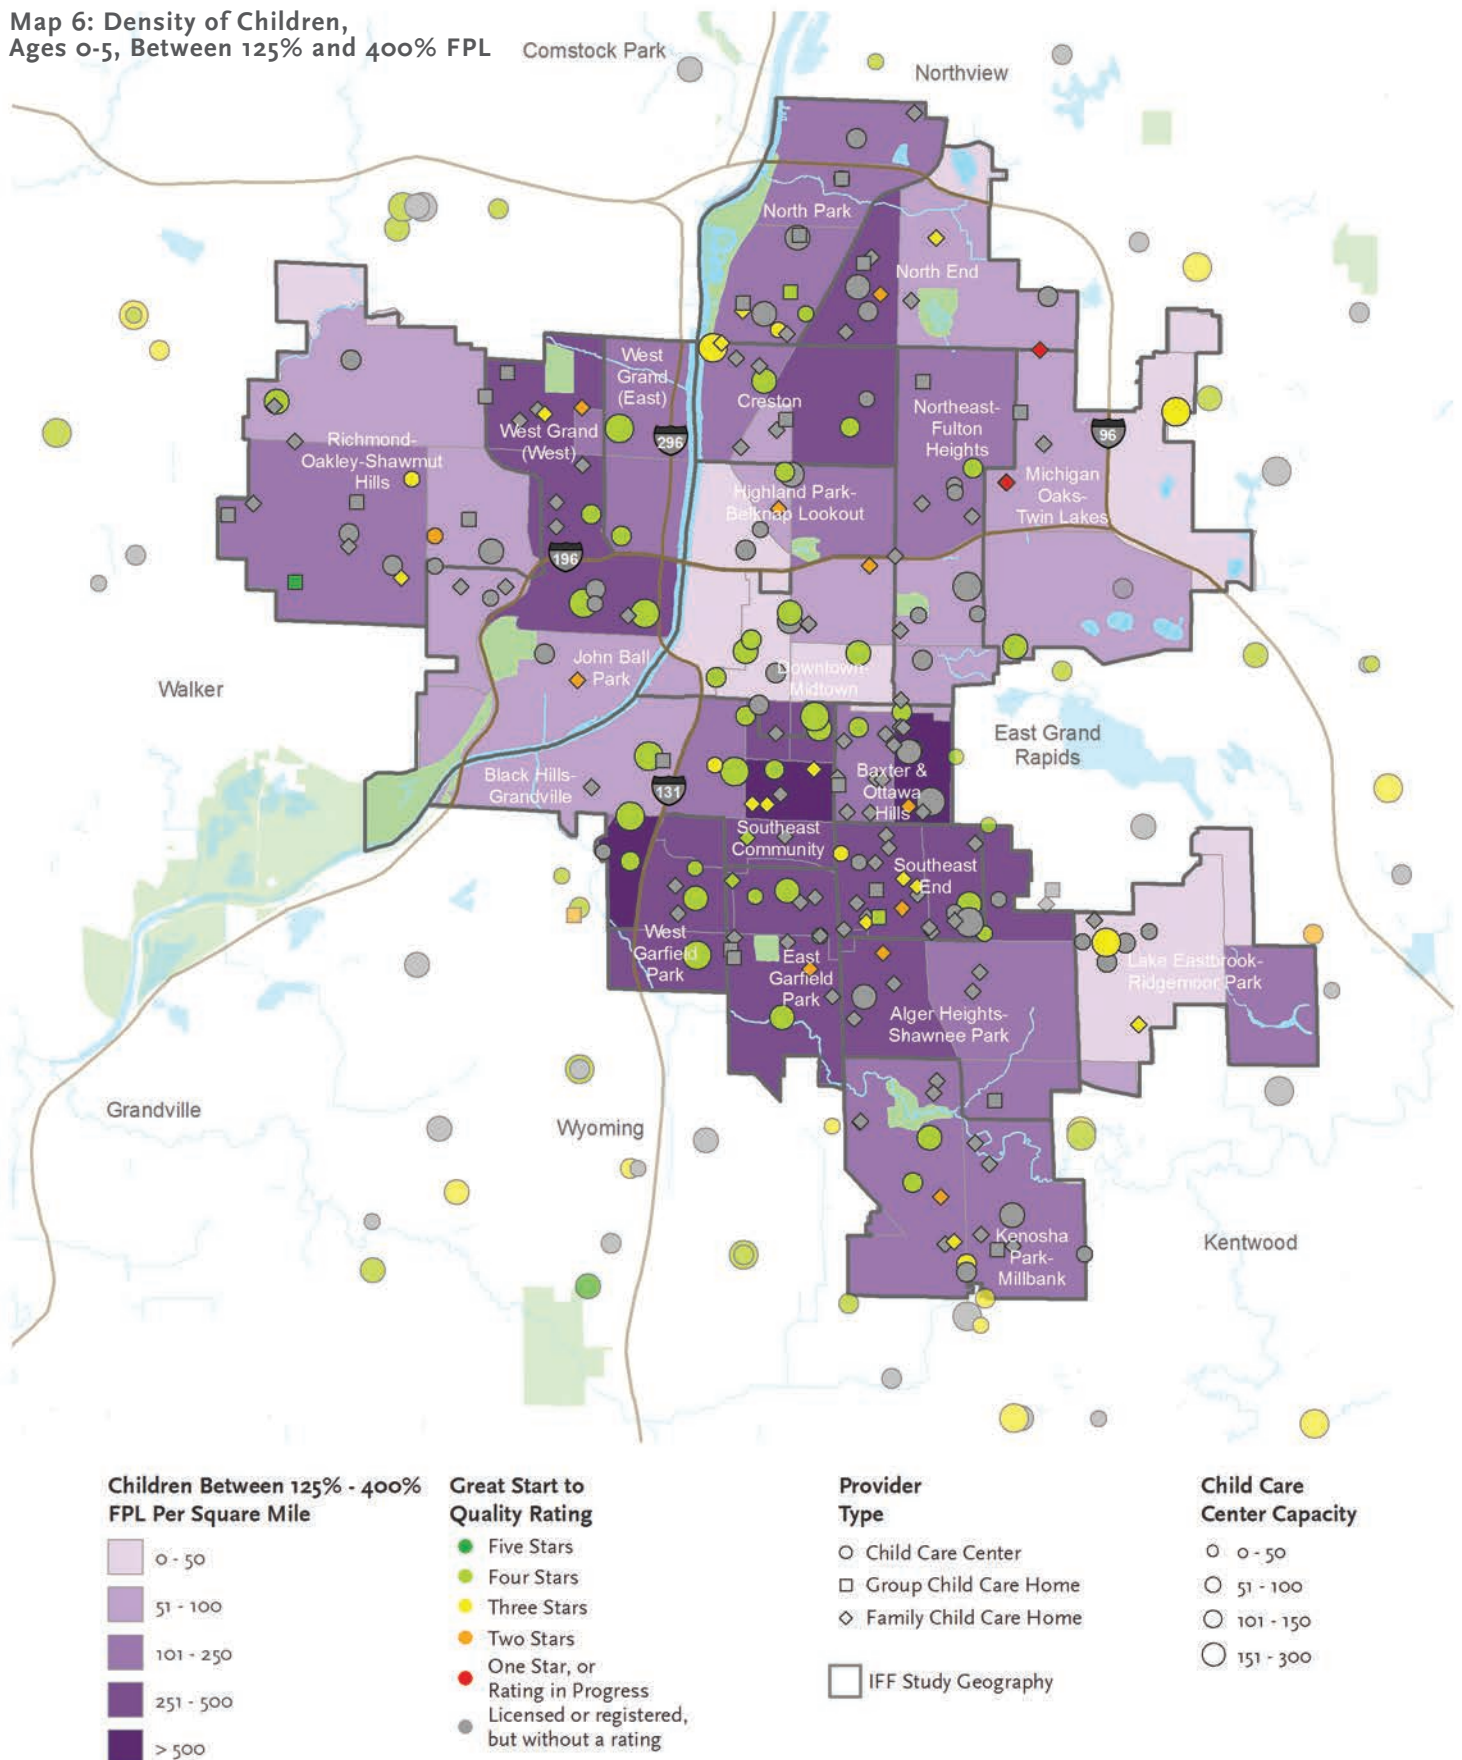 Map 6: Density of Children,
Ages 0-5, Between 125% and 400% FPL
Comstock Park
Northview
North Park
North End
West
Grand
(East)
Creston
296
West Grand
(West)
Richmond-
Oakley-Shawmut
Hills
Northeast-
Fulton
Heights
96
Michigan
Oaks-
Twin Lakes
Highland Park-
Belknap Lookout
196
John Ball
Park
Downtown-
Midtown
Walker
East Grand
Rapids
Black Hills-
Grandville
131
Baxter &
Ottawa
Hills
Southeast
Community
Southeast
End
West
Garfield
Park
East
Garfield
Park
Lake Eastbrook-
Ridgemoor Park
Alger Heights-
Shawnee Park
Grandville
Wyoming
Kenosha
Park-
Millbank
Kentwood
Children Between 125% - 400%
FPL Per Square Mile
0 - 50
51 - 100
101 - 250
251 - 500
> 500
Great Start to
Quality Rating
Five Stars
Four Stars
Three Stars
Two Stars
One Star, or
Rating in Progress
Licensed or registered,
but without a rating
Provider
Type
Child Care Center
Group Child Care Home
Family Child Care Home
IFF Study Geography
Child Care
Center Capacity
0 - 50
51 - 100
101 - 150
151 - 300